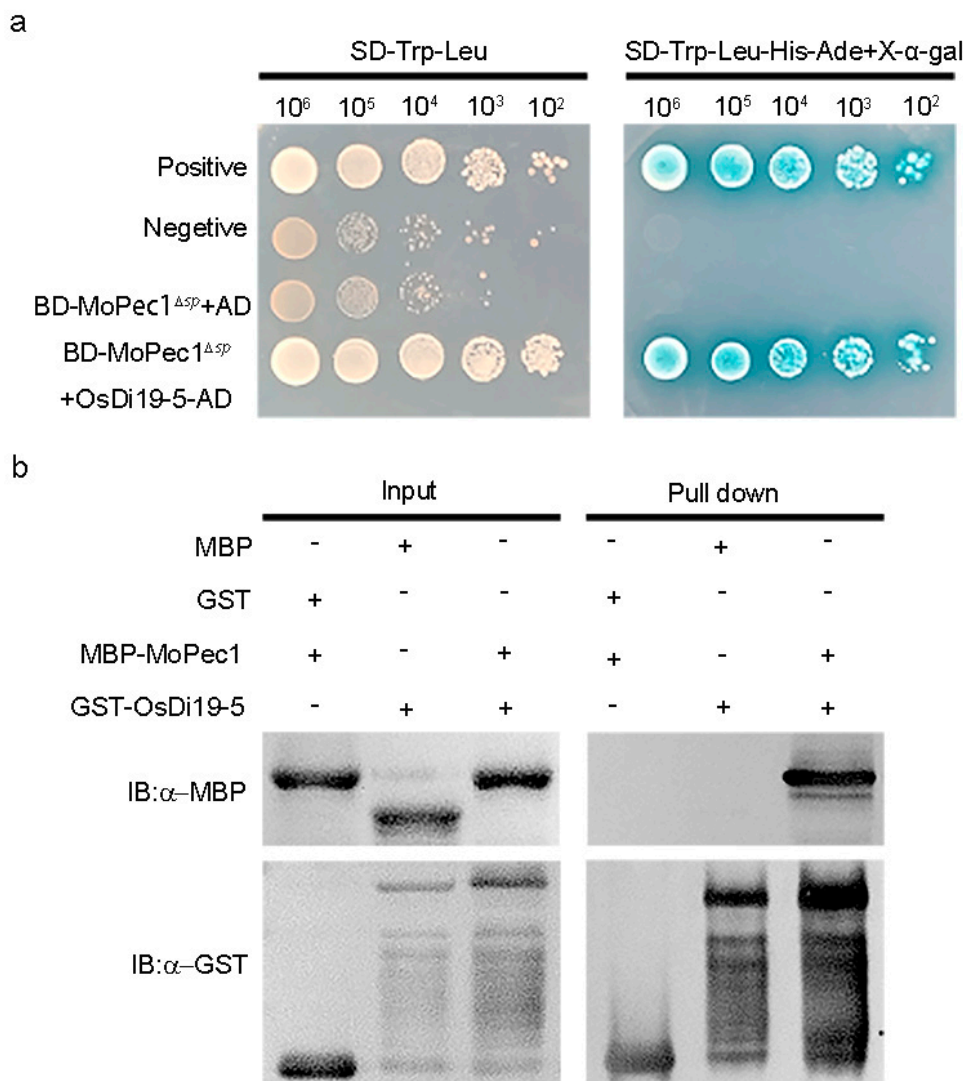 a
SD-Trp-Leu
SD-Trp-Leu-His-Ade+X-α-gal
10⁶ 10⁵ 10⁴ 10³ 10² 10⁶ 10⁵ 10⁴ 10³ 10²
Positive
Negetive
BD-MoPec1^Δsp+AD
BD-MoPec1^Δsp
+OsDi19-5-AD
b
Input
Pull down
MBP - + - - + -
GST + - - + - -
MBP-MoPec1 + - + + - +
GST-OsDi19-5 - + + - + +
IB:α-MBP
IB:α-GST